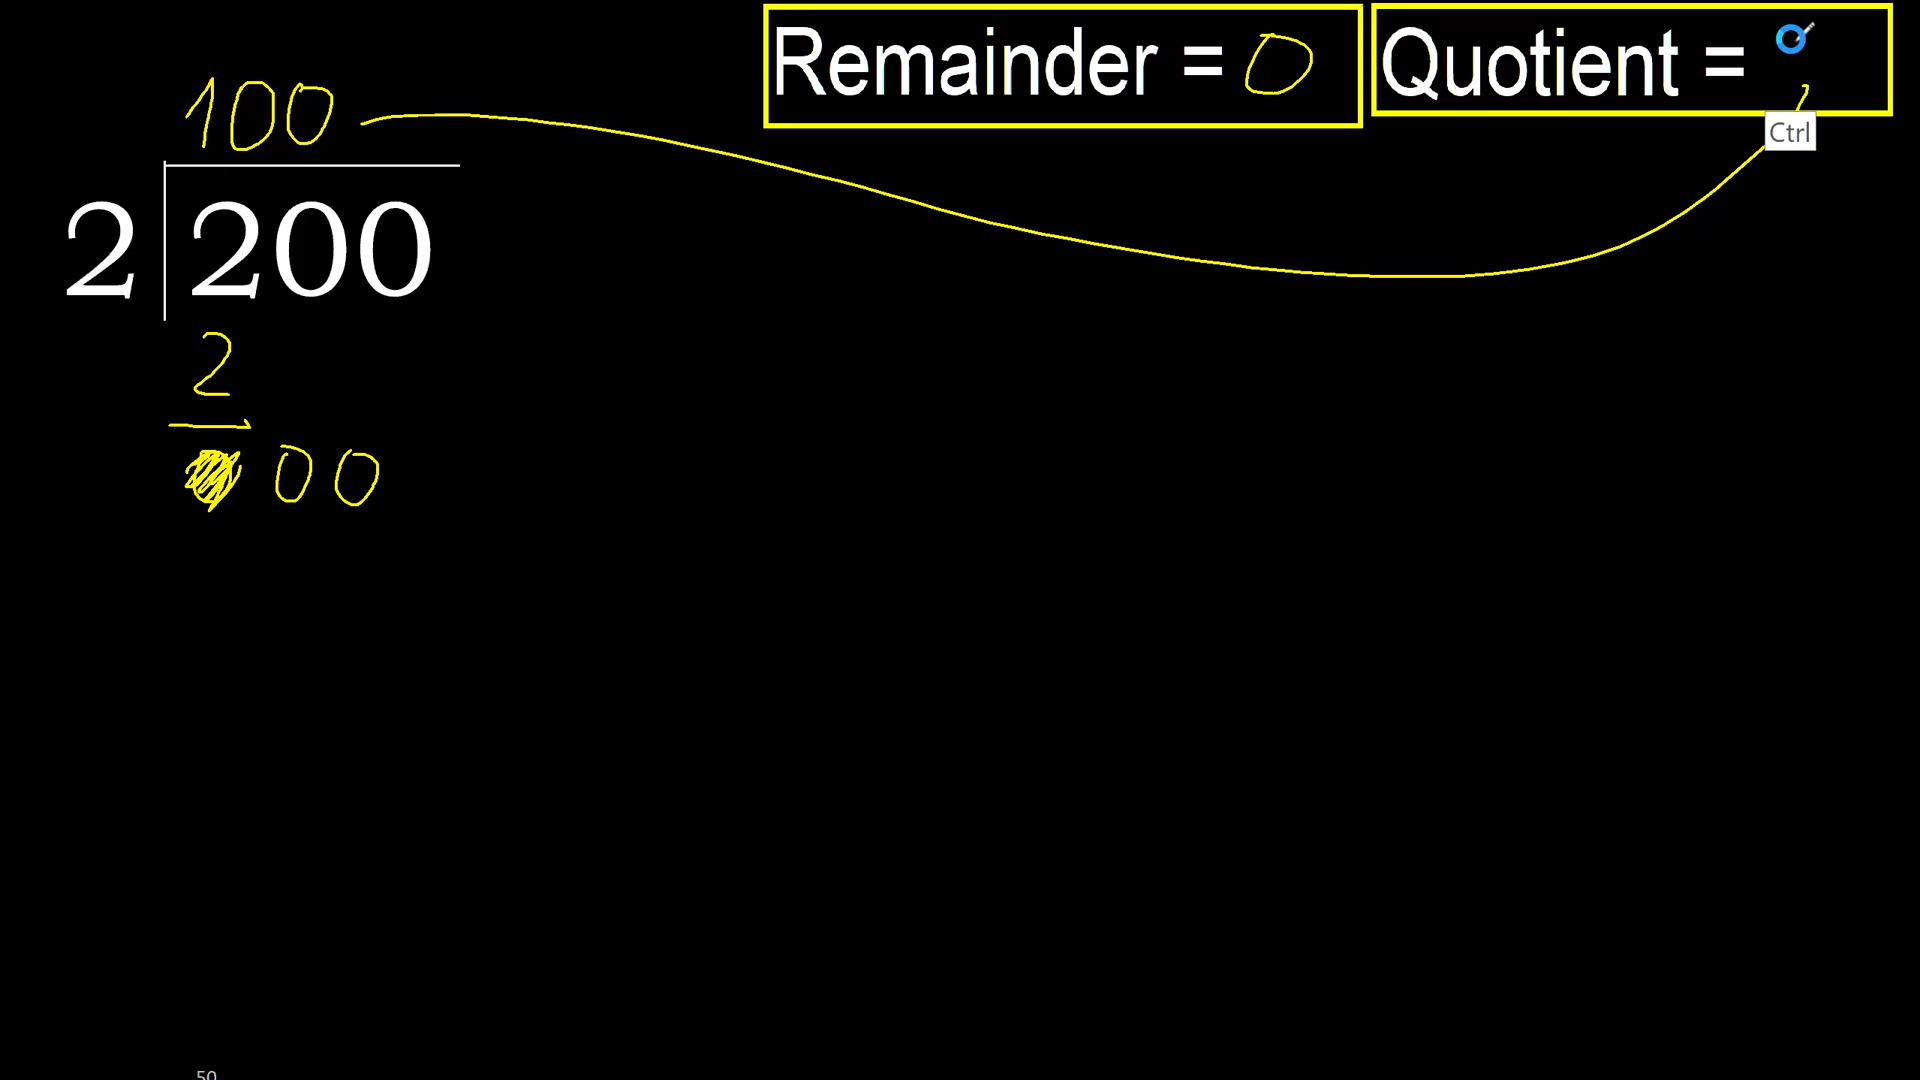 Remainder = 0
Quotient =
100
2 200
2
00
Ctrl
50